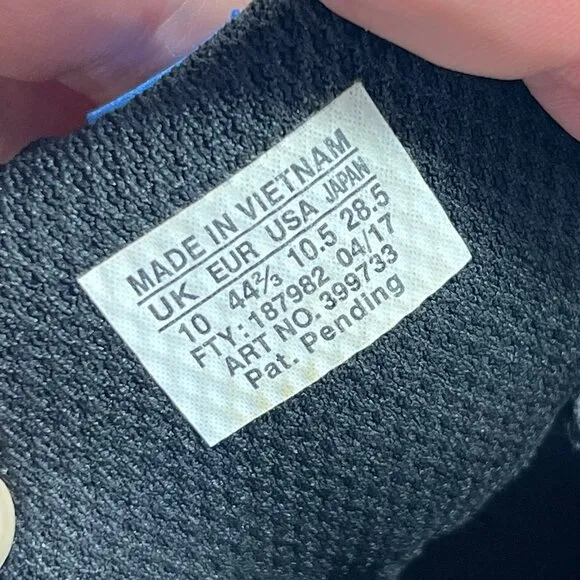 MADE IN VIETNAM
UK EUR USA JAPAN
10 44⅔ 10.5 28.5
FTY: 187982 04/17
ART NO. 399733
Pat. Pending